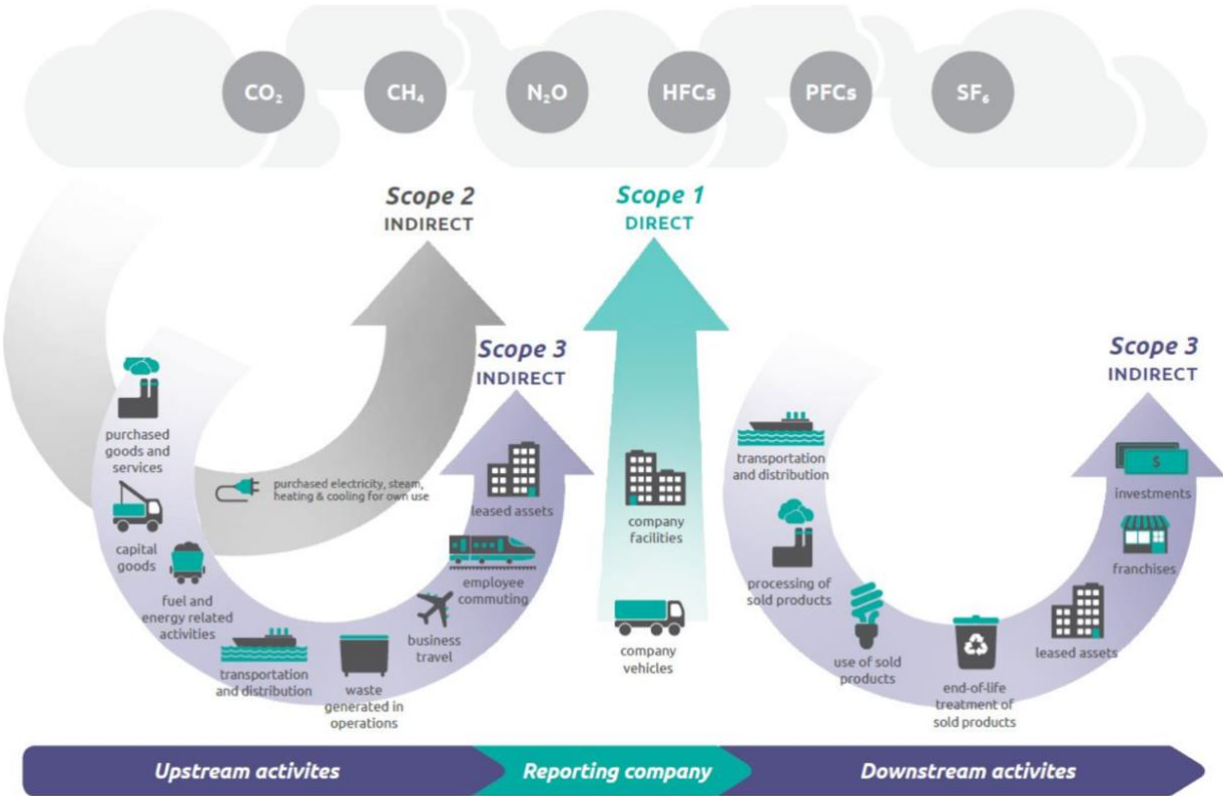 CO₂
CH₄
N₂O
HFCs
PFCs
SF₆
Scope 2
INDIRECT
Scope 1
DIRECT
Scope 3
INDIRECT
Scope 3
INDIRECT
purchased
goods and
services
capital
goods
fuel and
energy related
activities
transportation
and distribution
waste
generated in
operations
business
travel
employee
commuting
leased assets
purchased electricity, steam,
heating & cooling for own use
company
facilities
company
vehicles
transportation
and distribution
processing of
sold products
use of sold
products
end-of-life
treatment of
sold products
leased assets
franchises
investments
$
Upstream activites
Reporting company
Downstream activites